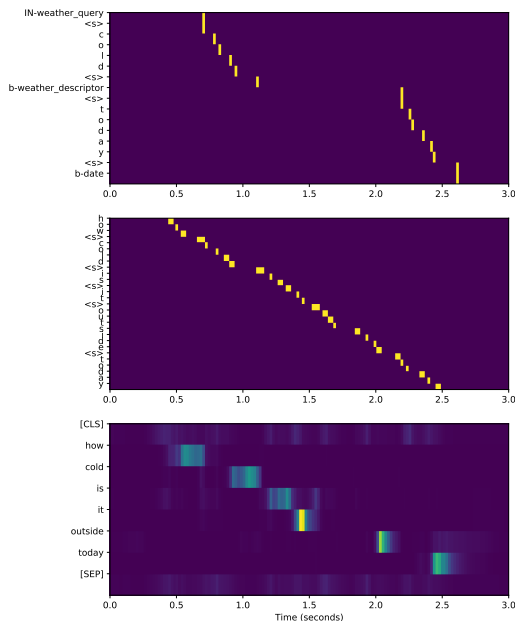 IN-weather_query
<s>
c
o
l
d
<s>
b-weather_descriptor
<s>
t
o
d
a
y
<s>
b-date
0.0 0.5 1.0 1.5 2.0 2.5 3.0
h
o
w
<s>
c
o
l
d
<s>
i
s
<s>
i
t
<s>
o
u
t
s
i
d
e
<s>
t
o
d
a
y
0.0 0.5 1.0 1.5 2.0 2.5 3.0
[CLS]
how
cold
is
it
outside
today
[SEP]
0.0 0.5 1.0 1.5 2.0 2.5 3.0
Time (seconds)